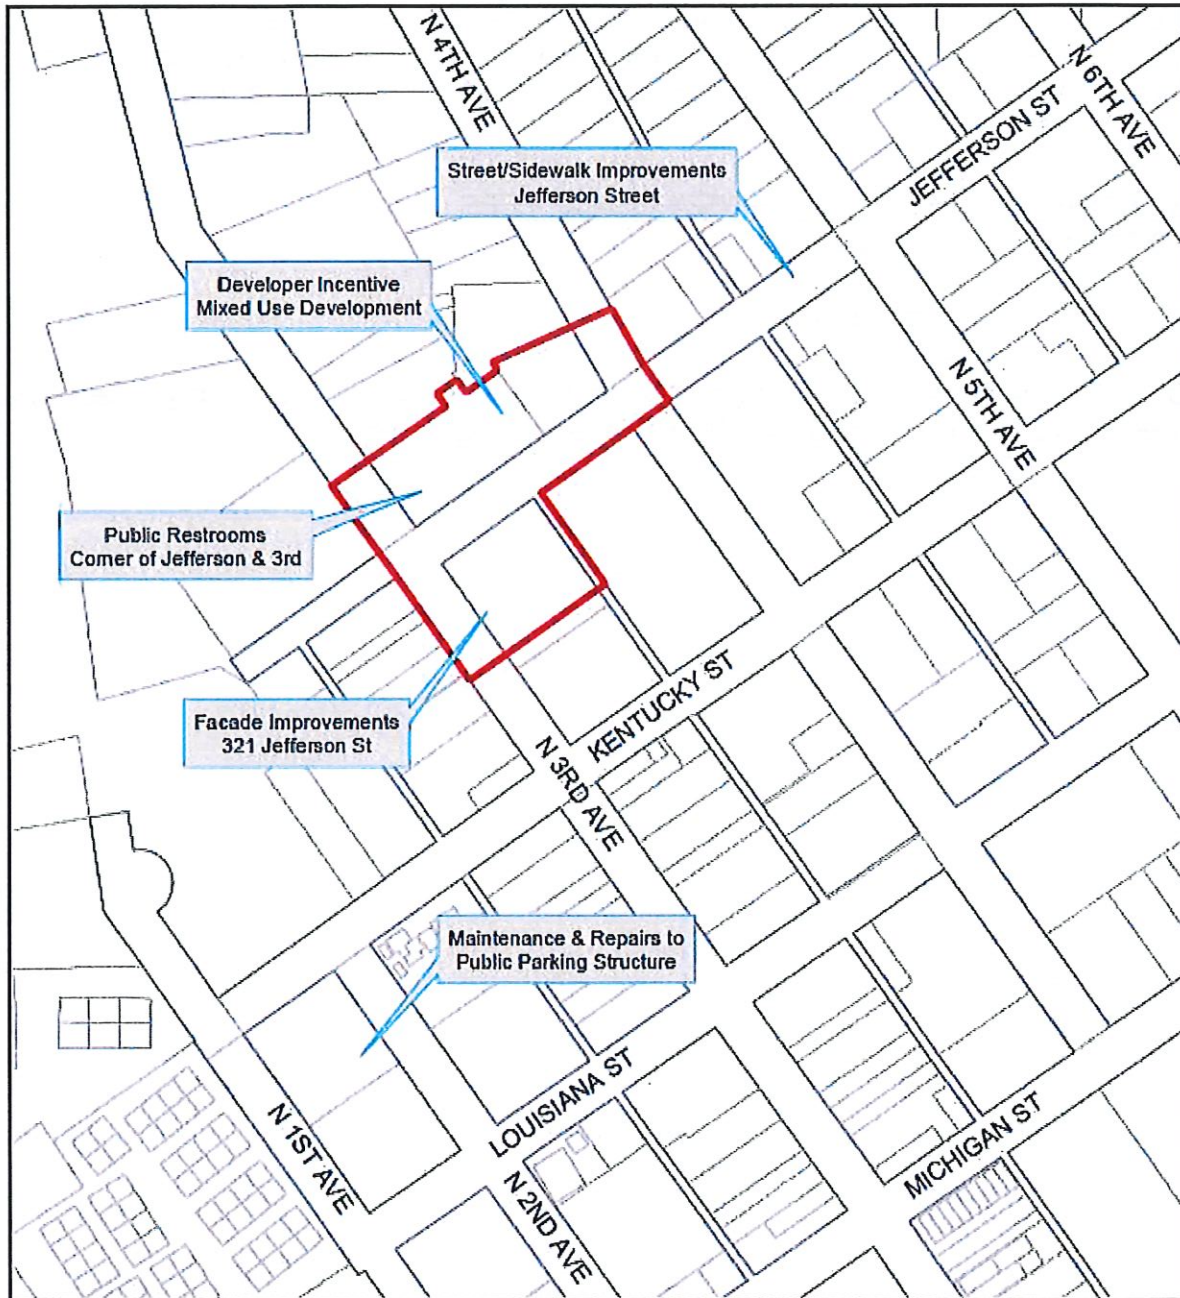 N 4TH AVE
N 6TH AVE
JEFFERSON ST
Street/Sidewalk Improvements
Jefferson Street
Developer Incentive
Mixed Use Development
N 5TH AVE
Public Restrooms
Corner of Jefferson & 3rd
Facade Improvements
321 Jefferson St
KENTUCKY ST
N 3RD AVE
Maintenance & Repairs to
Public Parking Structure
LOUISIANA ST
N 1ST AVE
N 2ND AVE
MICHIGAN ST